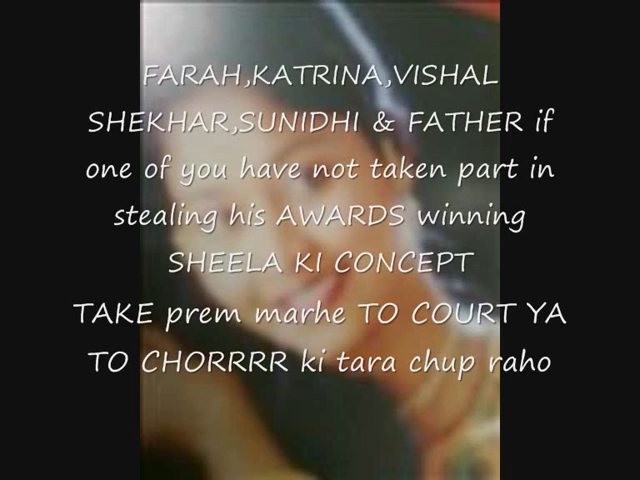 FARAH,KATRINA,VISHAL
SHEKHAR,SUNIDHI & FATHER if
one of you have not taken part in
stealing his AWARDS winning
SHEELA KI CONCEPT
TAKE prem marhe TO COURT YA
TO CHORRRR ki tara chup raho